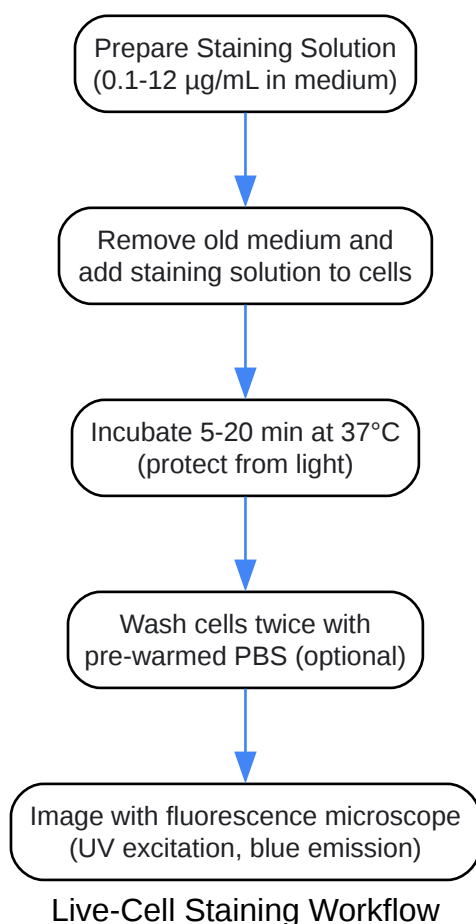 Prepare Staining Solution
(0.1-12 µg/mL in medium)
Remove old medium and
add staining solution to cells
Incubate 5-20 min at 37°C
(protect from light)
Wash cells twice with
pre-warmed PBS (optional)
Image with fluorescence microscope
(UV excitation, blue emission)
Live-Cell Staining Workflow